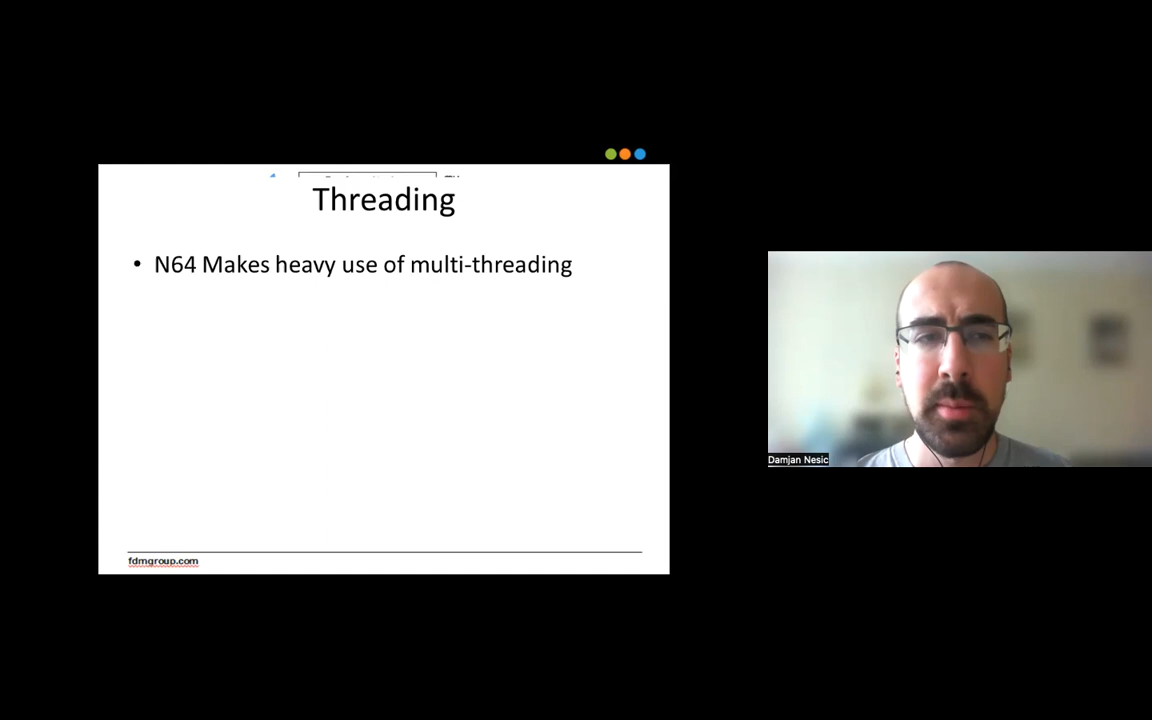 Threading
• N64 Makes heavy use of multi-threading
fdmgroup.com
Damjan Nesic